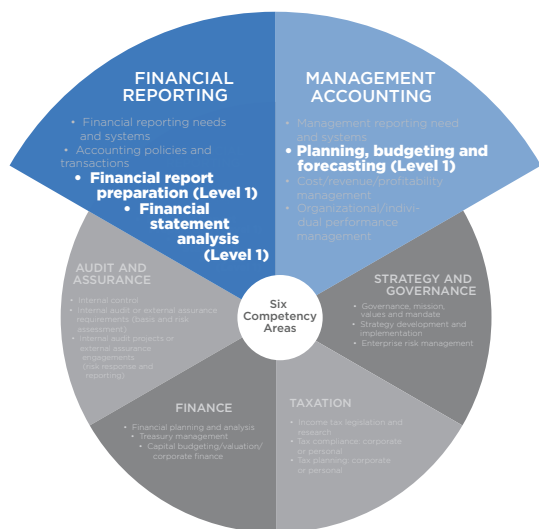 FINANCIAL
REPORTING
• Financial reporting needs
and systems
• Accounting policies and
transactions
• Financial report
preparation (Level 1)
• Financial
statement
analysis
(Level 1)
MANAGEMENT
ACCOUNTING
• Management reporting need
and systems
• Planning, budgeting and
forecasting (Level 1)
• Cost/revenue/profitability
management
• Organizational/indivi-
dual performance
management
AUDIT AND
ASSURANCE
• Internal control
• Internal audit or external assurance
requirements (basis and risk
assessment)
• Internal audit projects or
external assurance
engagements
(risk response and
reporting)
Six
Competency
Areas
STRATEGY AND
GOVERNANCE
• Governance, mission,
values and mandate
• Strategy development and
implementation
• Enterprise risk management
FINANCE
• Financial planning and analysis
• Treasury management
• Capital budgeting/valuation/
corporate finance
TAXATION
• Income tax legislation and
research
• Tax compliance: corporate
or personal
• Tax planning: corporate
or personal